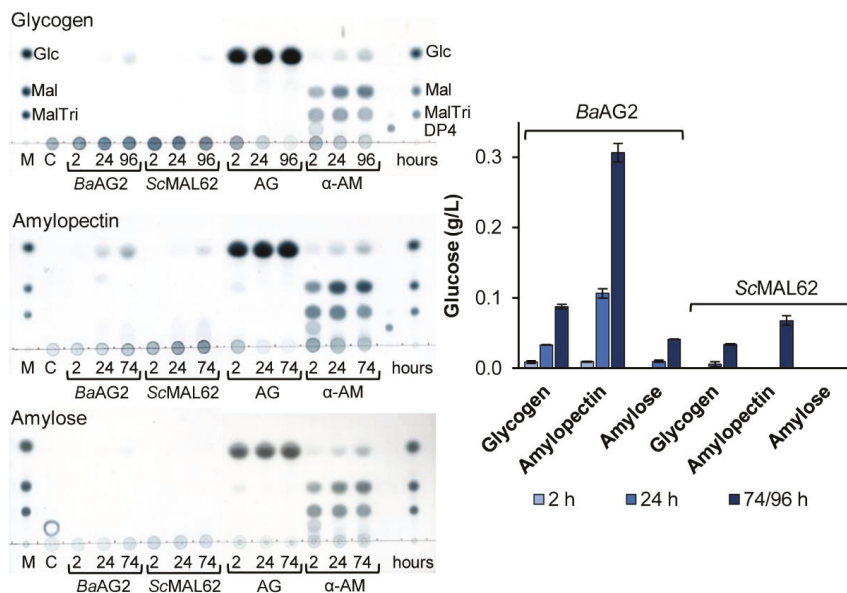 Glycogen
Glc Glc
Mal Mal
MalTri MalTri
DP4
M C 2 24 96 2 24 96 2 24 96 2 24 96 hours
BaAG2 ScMAL62 AG α-AM
Amylopectin
M C 2 24 74 2 24 74 2 24 74 2 24 74 hours
BaAG2 ScMAL62 AG α-AM
Amylose
M C 2 24 74 2 24 74 2 24 74 2 24 74 hours
BaAG2 ScMAL62 AG α-AM
BaAG2
ScMAL62
Glucose (g/L)
0.3
0.2
0.1
0.0
Glycogen
Amylopectin
Amylose
Glycogen
Amylopectin
Amylose
2 h 24 h 74/96 h